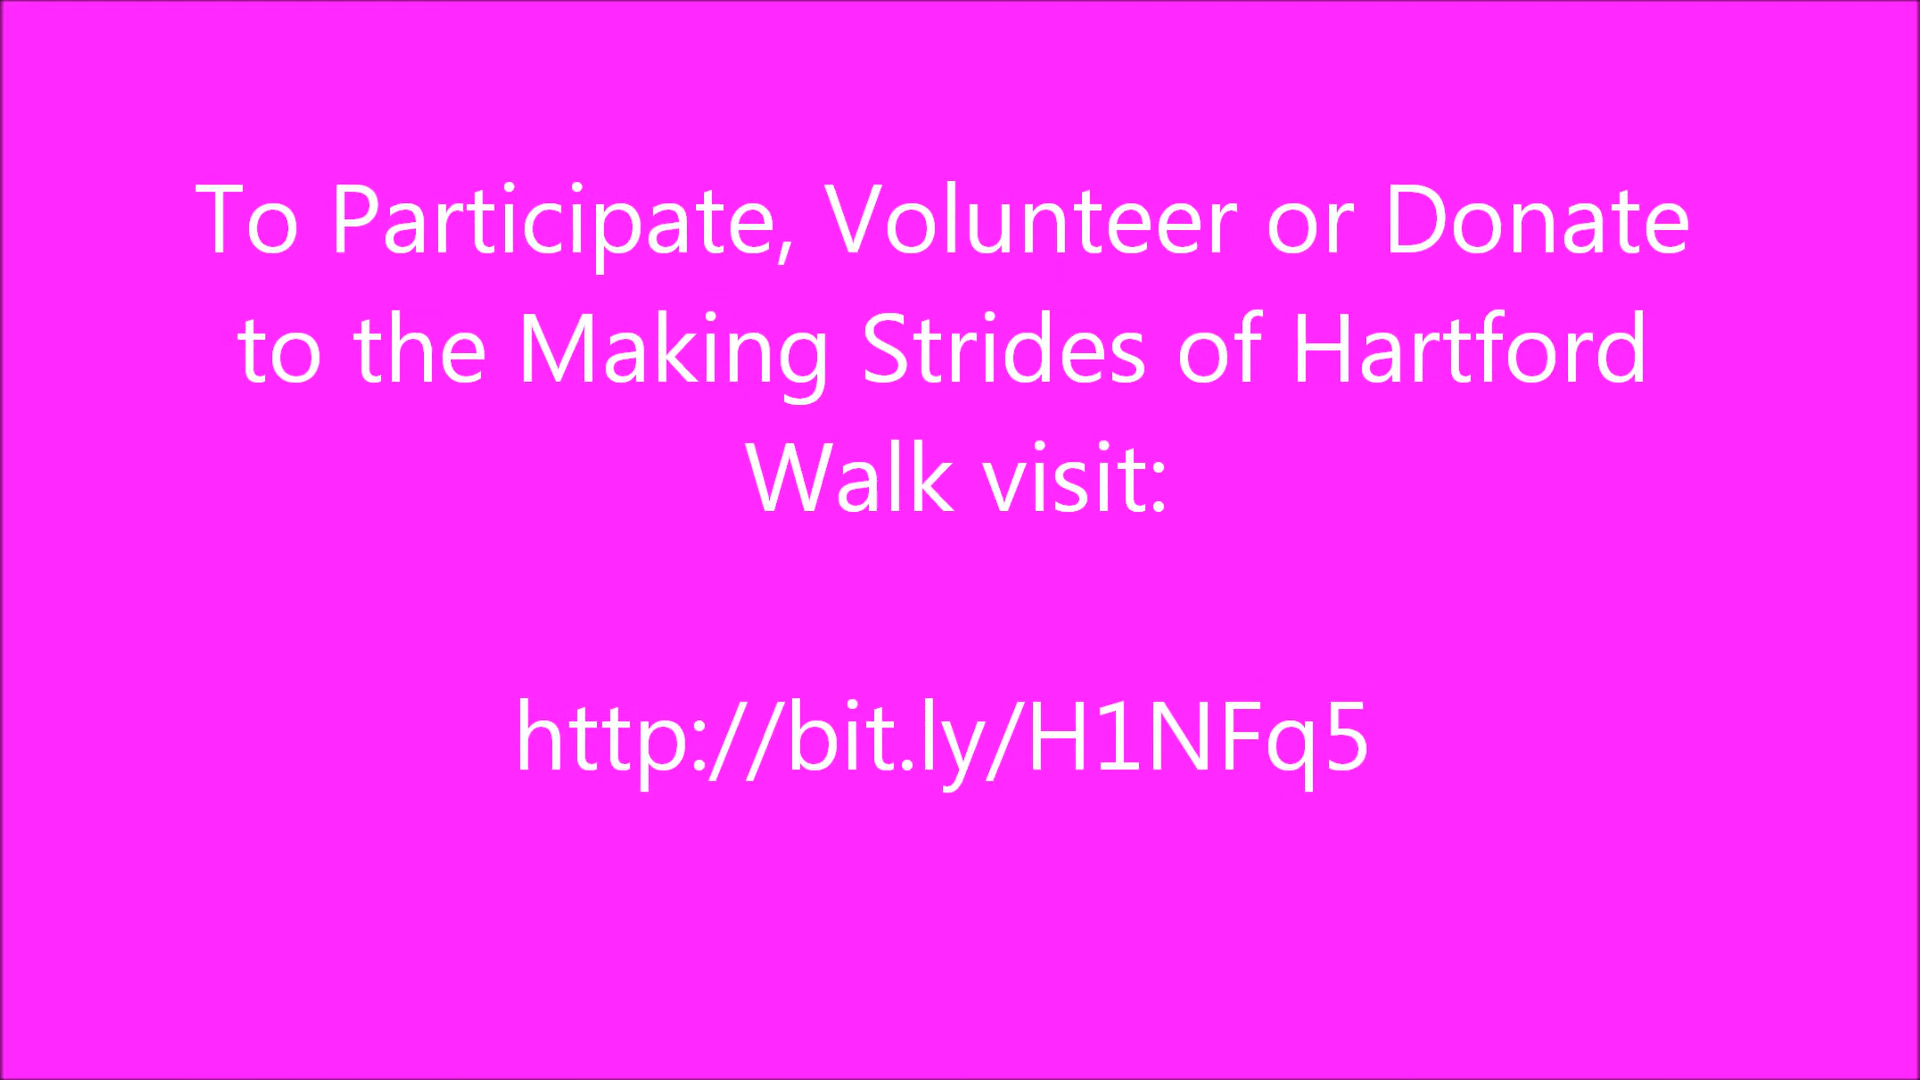 To Participate, Volunteer or Donate
to the Making Strides of Hartford
Walk visit:
http://bit.ly/H1NFq5